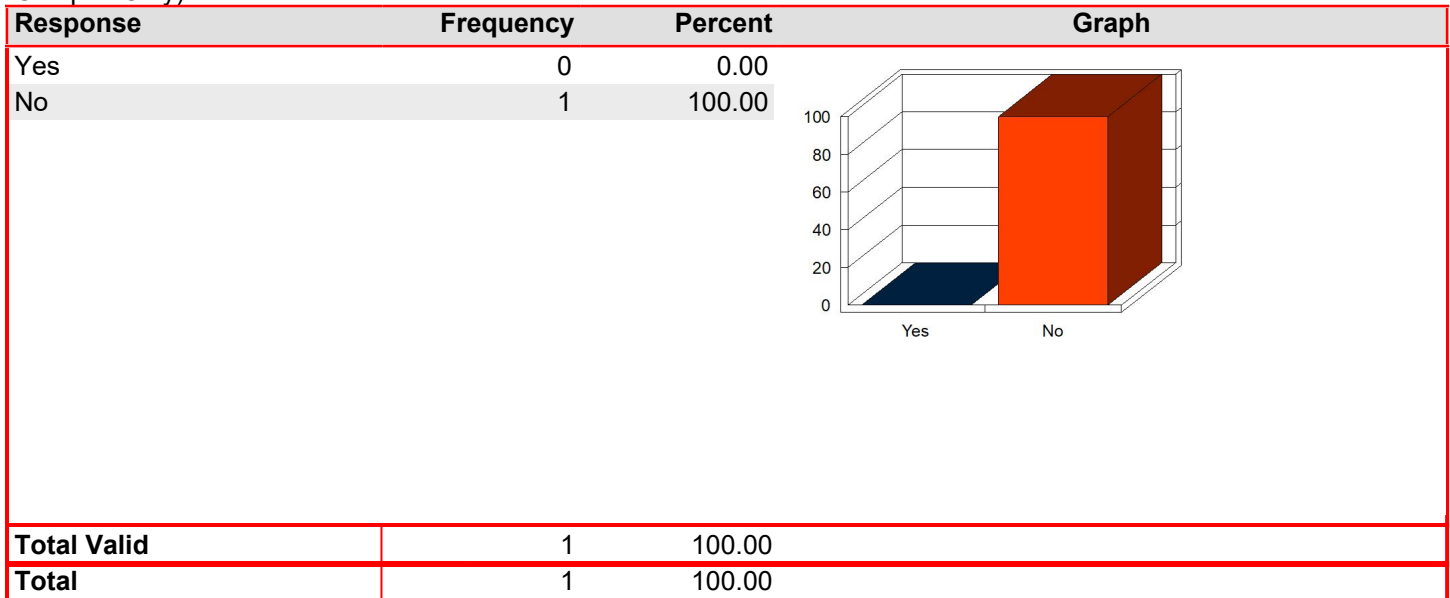 Response Frequency Percent Graph
Yes 0 0.00
No 1 100.00
100
80
60
40
20
0
Yes No
Total Valid 1 100.00
Total 1 100.00